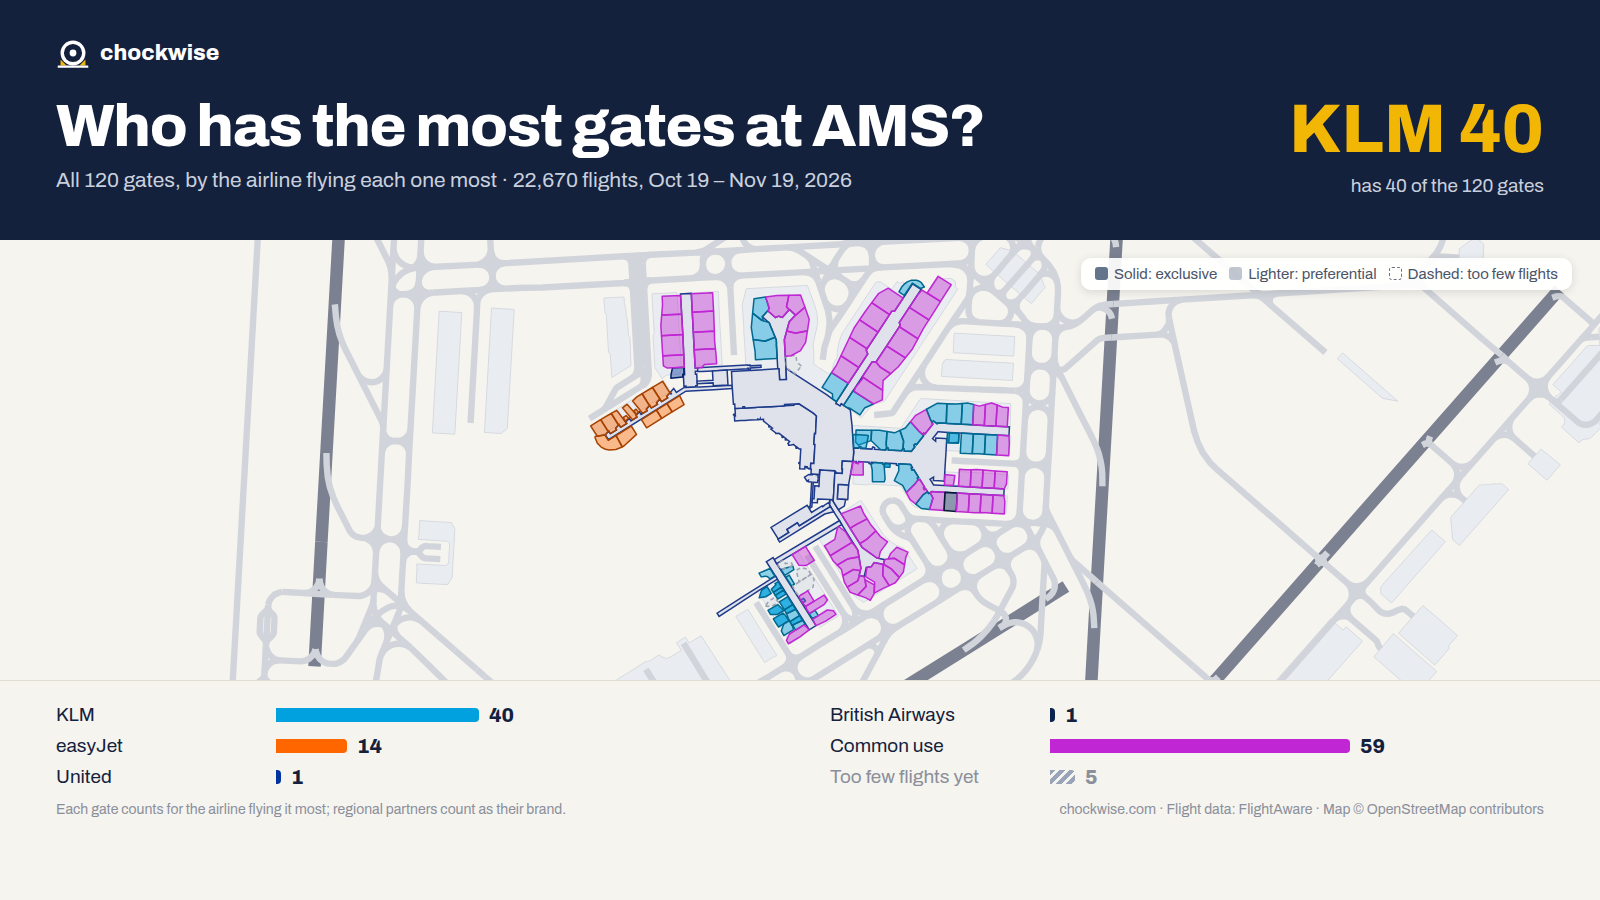 chockwise
Who has the most gates at AMS?
All 120 gates, by the airline flying each one most · 22,670 flights, Oct 19 – Nov 19, 2026
KLM 40
has 40 of the 120 gates
Solid: exclusive Lighter: preferential Dashed: too few flights
KLM 40
easyJet 14
United 1
British Airways 1
Common use 59
Too few flights yet 5
Each gate counts for the airline flying it most; regional partners count as their brand.
chockwise.com · Flight data: FlightAware · Map © OpenStreetMap contributors